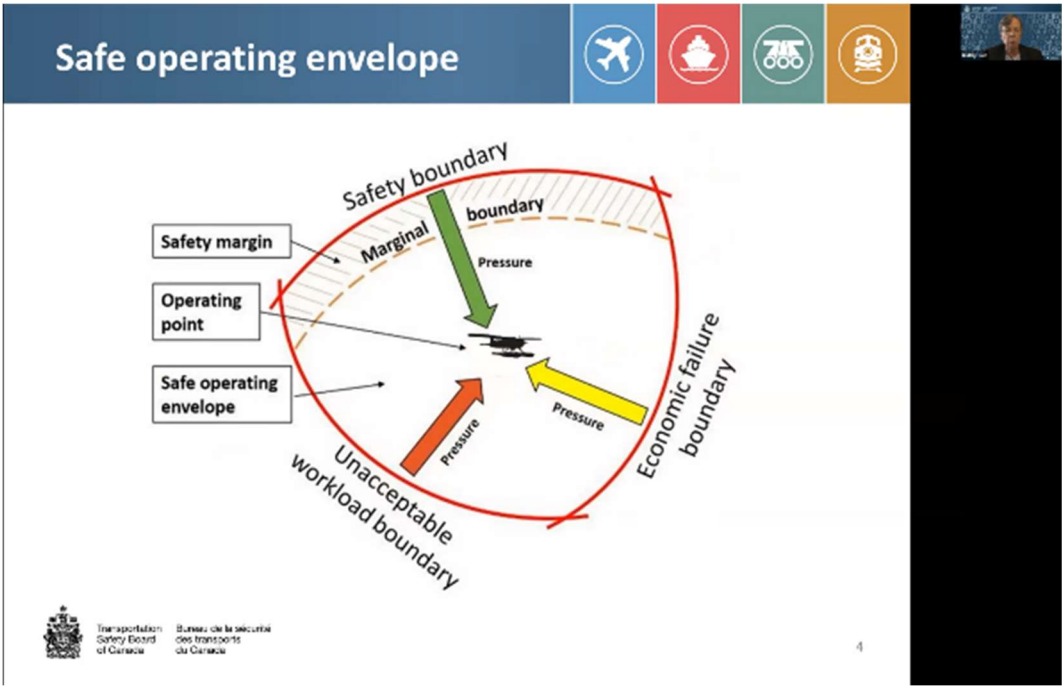 Safe operating envelope
Safety boundary
Marginal boundary
Safety margin
Pressure
Operating
point
Safe operating
envelope
Pressure
Pressure
Economic failure
boundary
Unacceptable
workload boundary
Transportation
Safety Board
of Canada
Bureau de la sécurité
des transports
du Canada
4